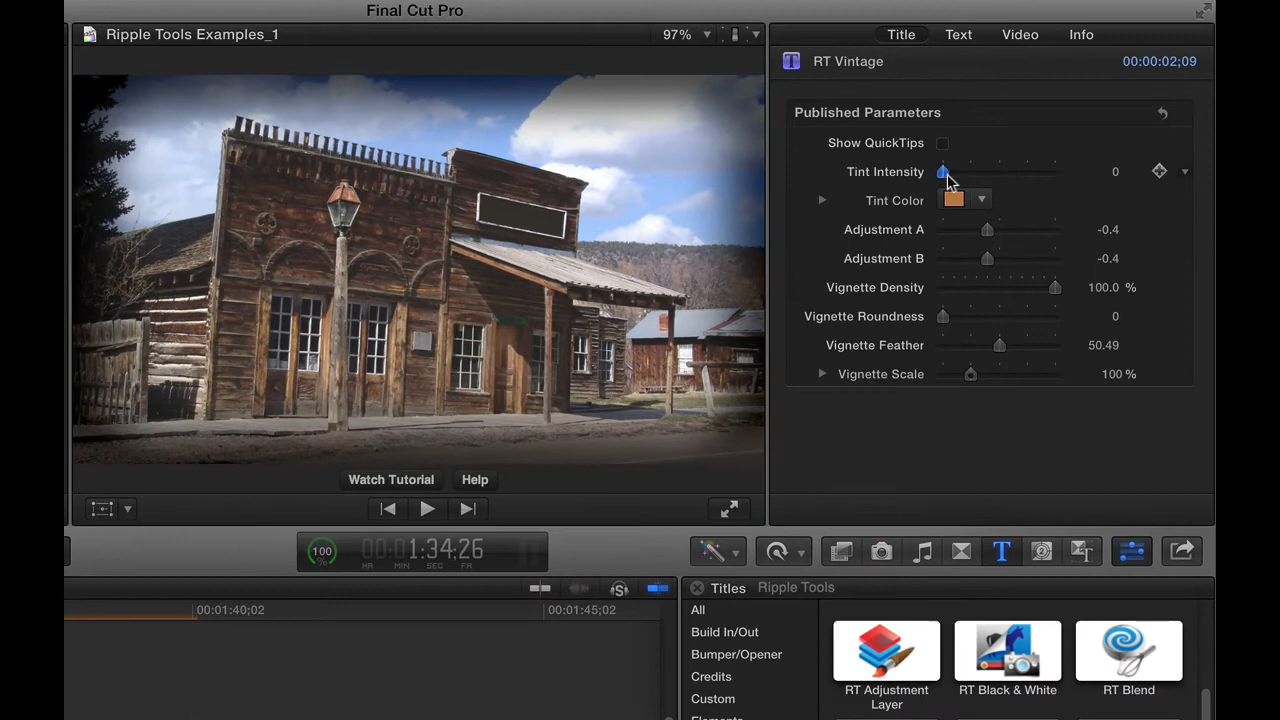 Final Cut Pro
Ripple Tools Examples_1
97%
Title
Text
Video
Info
RT Vintage
00:00:02;09
Published Parameters
Show QuickTips
Tint Intensity
0
Tint Color
Adjustment A
-0.4
Adjustment B
-0.4
Vignette Density
100.0 %
Vignette Roundness
0
Vignette Feather
50.49
Vignette Scale
100 %
Watch Tutorial
Help
100
%
00:00:1:34;26
HR
MIN
SEC
FR
00:01:40;02
00:01:45;02
Titles
Ripple Tools
All
Build In/Out
Bumper/Opener
Credits
Custom
Elements
RT Adjustment
Layer
RT Black & White
RT Blend